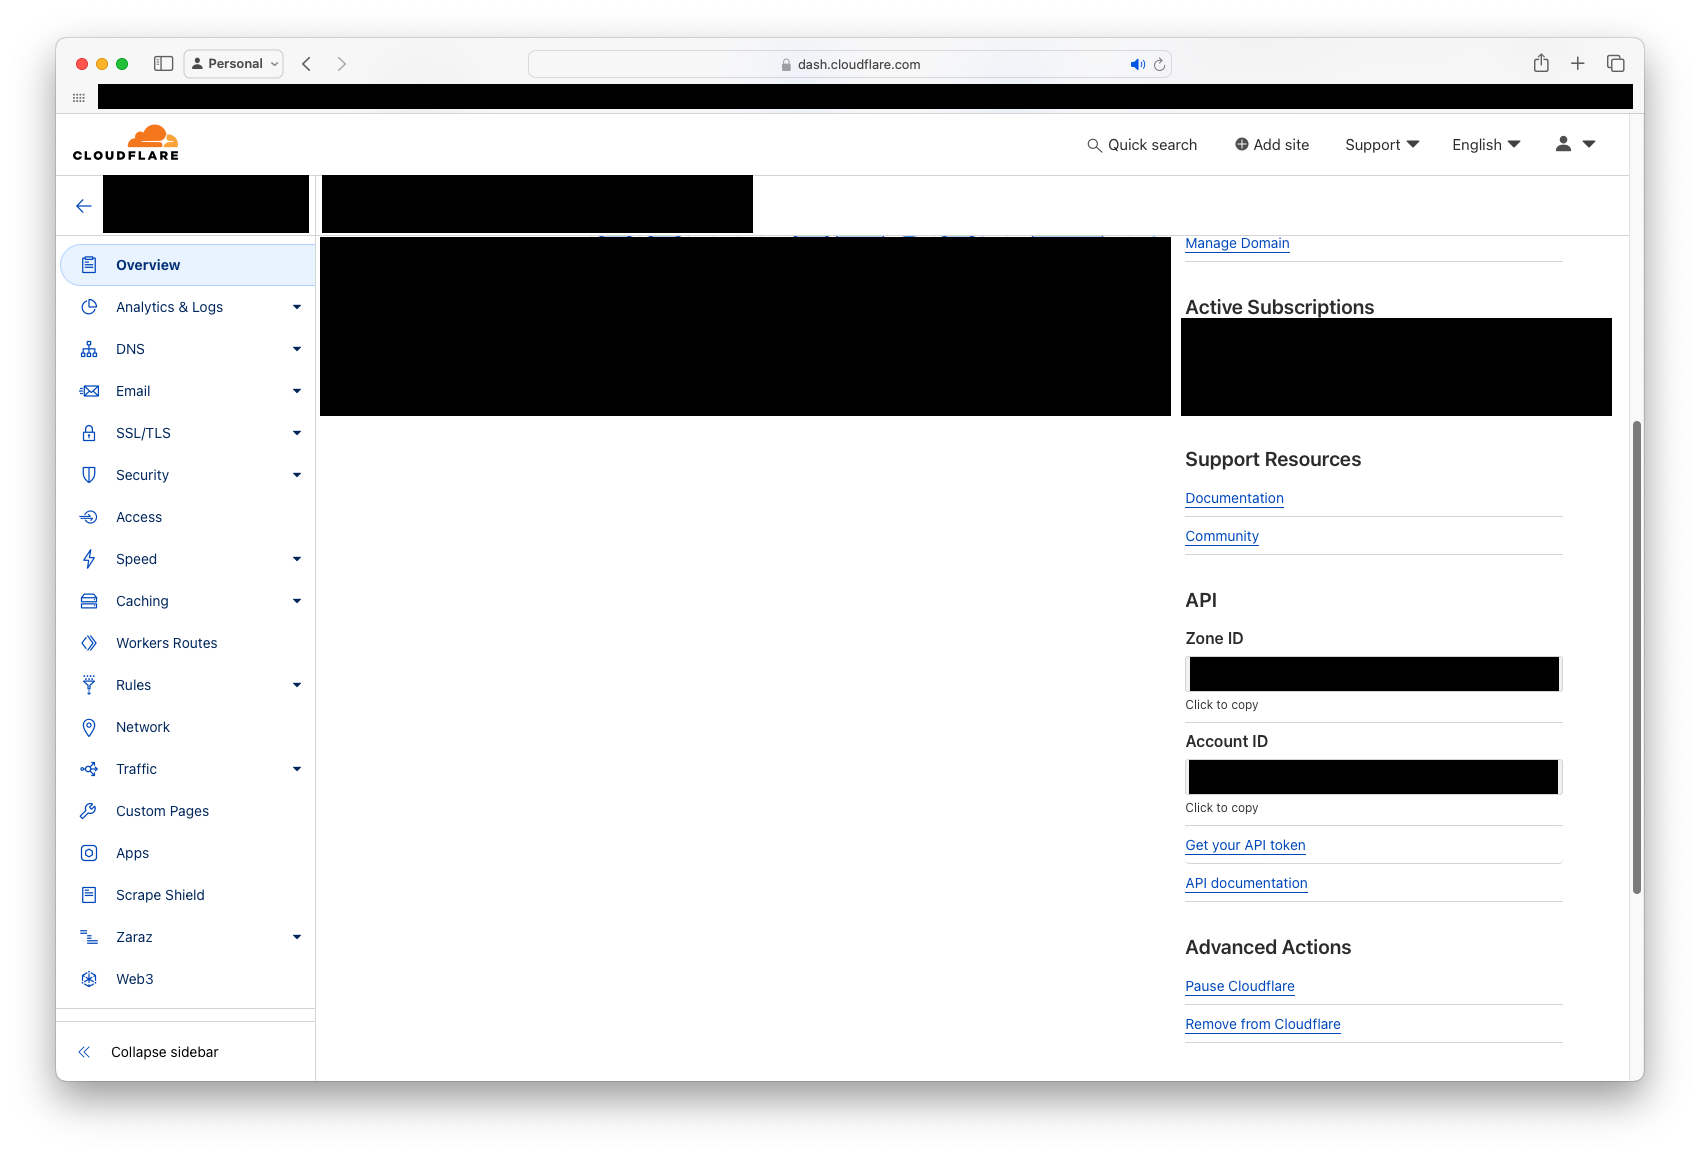 Personal
dash.cloudflare.com
CLOUDFLARE
Quick search
Add site
Support
English
Manage Domain
Overview
Analytics & Logs
DNS
Email
SSL/TLS
Security
Access
Speed
Caching
Workers Routes
Rules
Network
Traffic
Custom Pages
Apps
Scrape Shield
Zaraz
Web3
Collapse sidebar
Active Subscriptions
Support Resources
Documentation
Community
API
Zone ID
Click to copy
Account ID
Click to copy
Get your API token
API documentation
Advanced Actions
Pause Cloudflare
Remove from Cloudflare